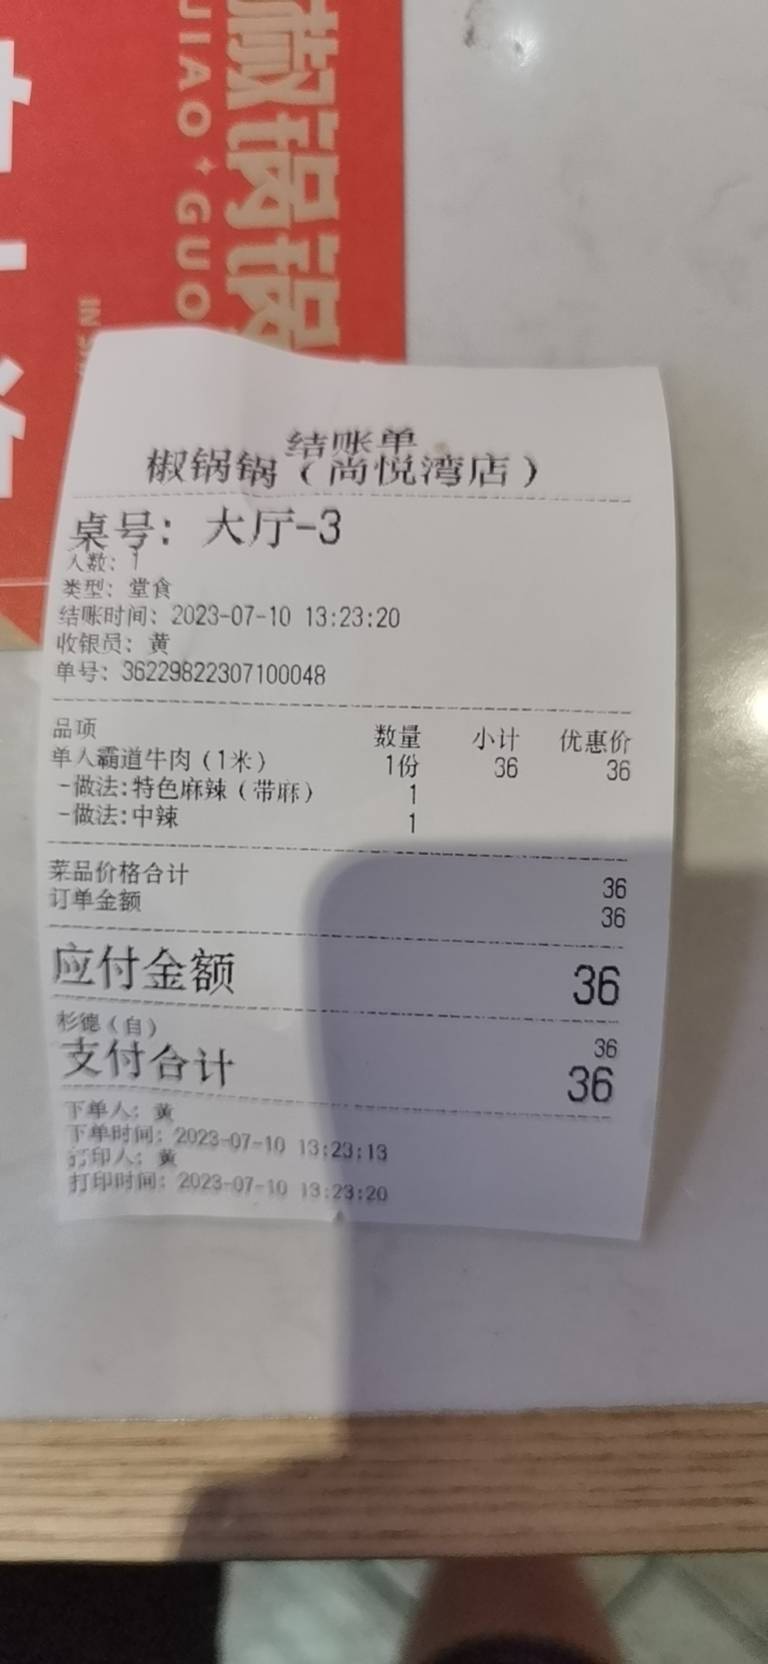 椒锅锅
JIAO + GUO
结账单
椒锅锅（尚悦湾店）
桌号：大厅-3
人数：1
类型：堂食
结账时间：2023-07-10 13:23:20
收银员：黄
单号：36229822307100048
品项 数量 小计 优惠价
单人霸道牛肉（1米） 1份 36 36
-做法:特色麻辣（带麻） 1
-做法:中辣 1
菜品价格合计 36
订单金额 36
应付金额 36
杉德（自） 36
支付合计 36
下单人：黄
下单时间：2023-07-10 13:23:13
打印人：黄
打印时间：2023-07-10 13:23:20